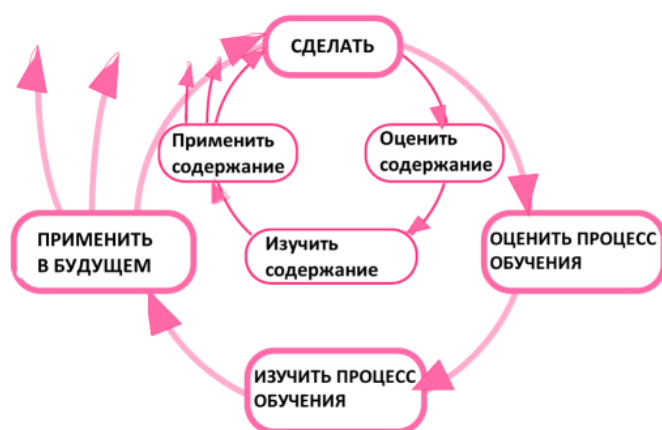 СДЕЛАТЬ
Применить
содержание
Оценить
содержание
ПРИМЕНИТЬ
В БУДУЩЕМ
Изучить
содержание
ОЦЕНИТЬ ПРОЦЕСС
ОБУЧЕНИЯ
ИЗУЧИТЬ ПРОЦЕСС
ОБУЧЕНИЯ